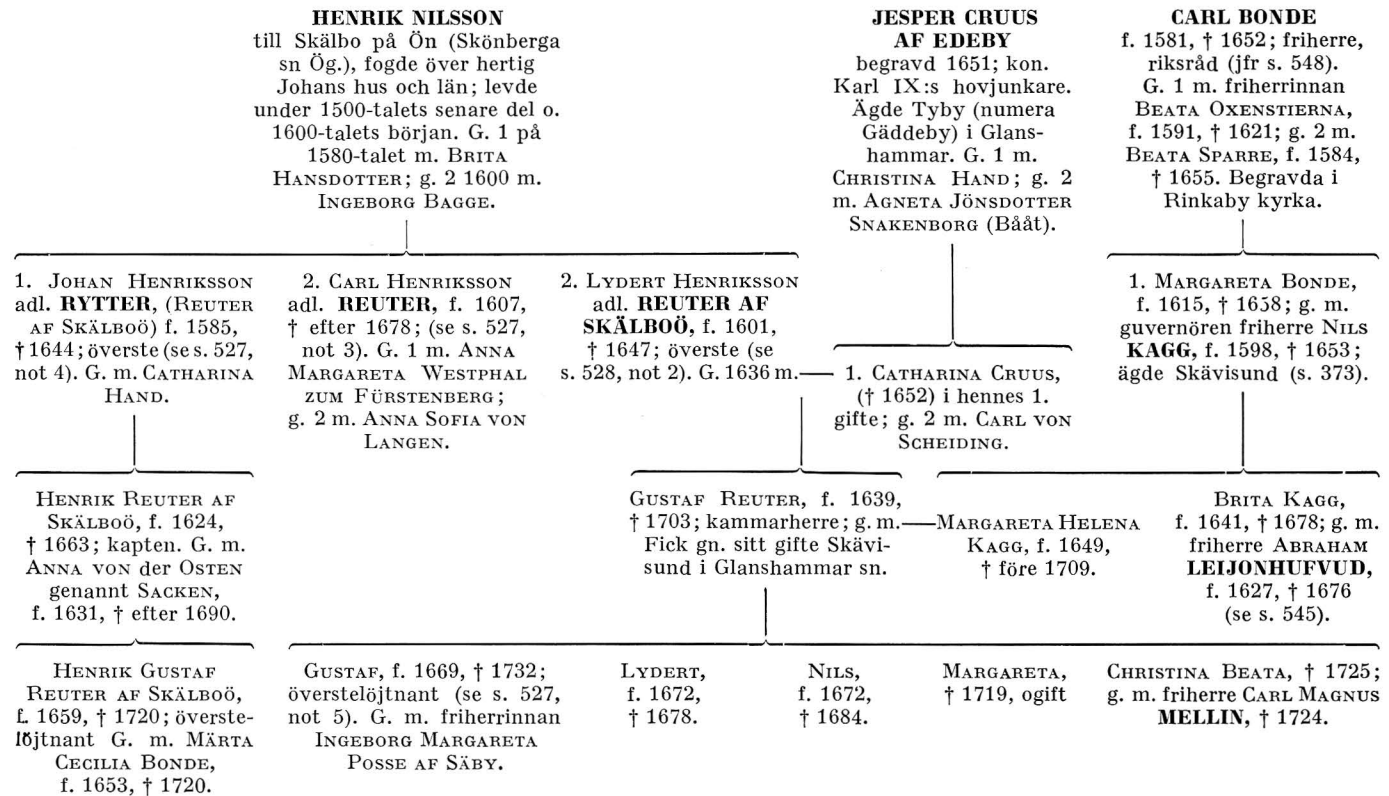 HENRIK NILSSON
till Skälbo på Ön (Skönberga
sn Ög.), fogde över hertig
Johans hus och län; levde
under 1500-talets senare del o.
1600-talets början. G. 1 på
1580-talet m. BRITA
HANSDOTTER; g. 2 1600 m.
INGEBORG BAGGE.
JESPER CRUUS
AF EDEBY
begravd 1651; kon.
Karl IX:s hovjunkare.
Ägde Tyby (numera
Gäddeby) i Glans-
hammar. G. 1 m.
CHRISTINA HAND; g. 2
m. AGNETA JÖNSDOTTER
SNAKENBORG (Bååt).
CARL BONDE
f. 1581, † 1652; friherre,
riksråd (jfr s. 548).
G. 1 m. friherrinnan
BEATA OXENSTIERNA,
f. 1591, † 1621; g. 2 m.
BEATA SPARRE, f. 1584,
† 1655. Begravda i
Rinkaby kyrka.
1. JOHAN HENRIKSSON
adl. RYTTER, (REUTER
AF SKÄLBOÖ) f. 1585,
† 1644; överste (se s. 527,
not 4). G. m. CATHARINA
HAND.
2. CARL HENRIKSSON
adl. REUTER, f. 1607,
† efter 1678; (se s. 527,
not 3). G. 1 m. ANNA
MARGARETA WESTPHAL
ZUM FÜRSTENBERG;
g. 2 m. ANNA SOFIA VON
LANGEN.
2. LYDERT HENRIKSSON
adl. REUTER AF
SKÄLBOÖ, f. 1601,
† 1647; överste (se
s. 528, not 2). G. 1636 m.
1. CATHARINA CRUUS,
(† 1652) i hennes 1.
gifte; g. 2 m. CARL VON
SCHEIDING.
1. MARGARETA BONDE,
f. 1615, † 1658; g. m.
guvernören friherre NILS
KAGG, f. 1598, † 1653;
ägde Skävisund (s. 373).
HENRIK REUTER AF
SKÄLBOÖ, f. 1624,
† 1663; kapten. G. m.
ANNA VON der OSTEN
genannt SACKEN,
f. 1631, † efter 1690.
GUSTAF REUTER, f. 1639,
† 1703; kammarherre; g. m.
Fick gn. sitt gifte Skävi-
sund i Glanshammar sn.
MARGARETA HELENA
KAGG, f. 1649,
† före 1709.
BRITA KAGG,
f. 1641, † 1678; g. m.
friherre ABRAHAM
LEIJONHUFVUD,
f. 1627, † 1676
(se s. 545).
HENRIK GUSTAF
REUTER AF SKÄLBOÖ,
f. 1659, † 1720; överste-
löjtnant G. m. MÄRTA
CECILIA BONDE,
f. 1653, † 1720.
GUSTAF, f. 1669, † 1732;
överstelöjtnant (se s. 527,
not 5). G. m. friherrinnan
INGEBORG MARGARETA
POSSE AF SÄBY.
LYDERT,
f. 1672,
† 1678.
NILS,
f. 1672,
† 1684.
MARGARETA,
† 1719, ogift
CHRISTINA BEATA, † 1725;
g. m. friherre CARL MAGNUS
MELLIN, † 1724.